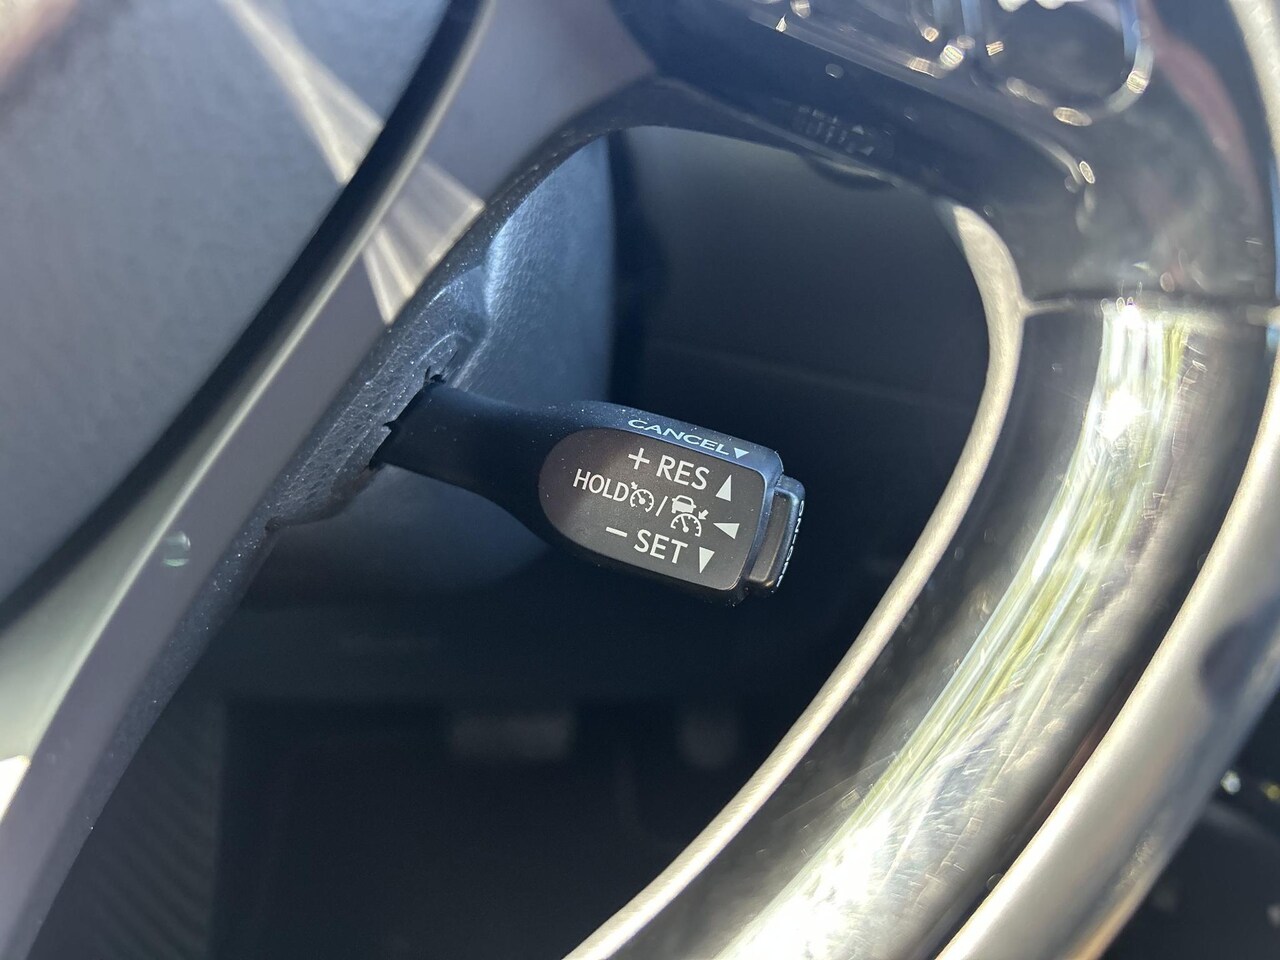 CANCEL▼
+ RES ▲
HOLD / ◀
− SET ▼